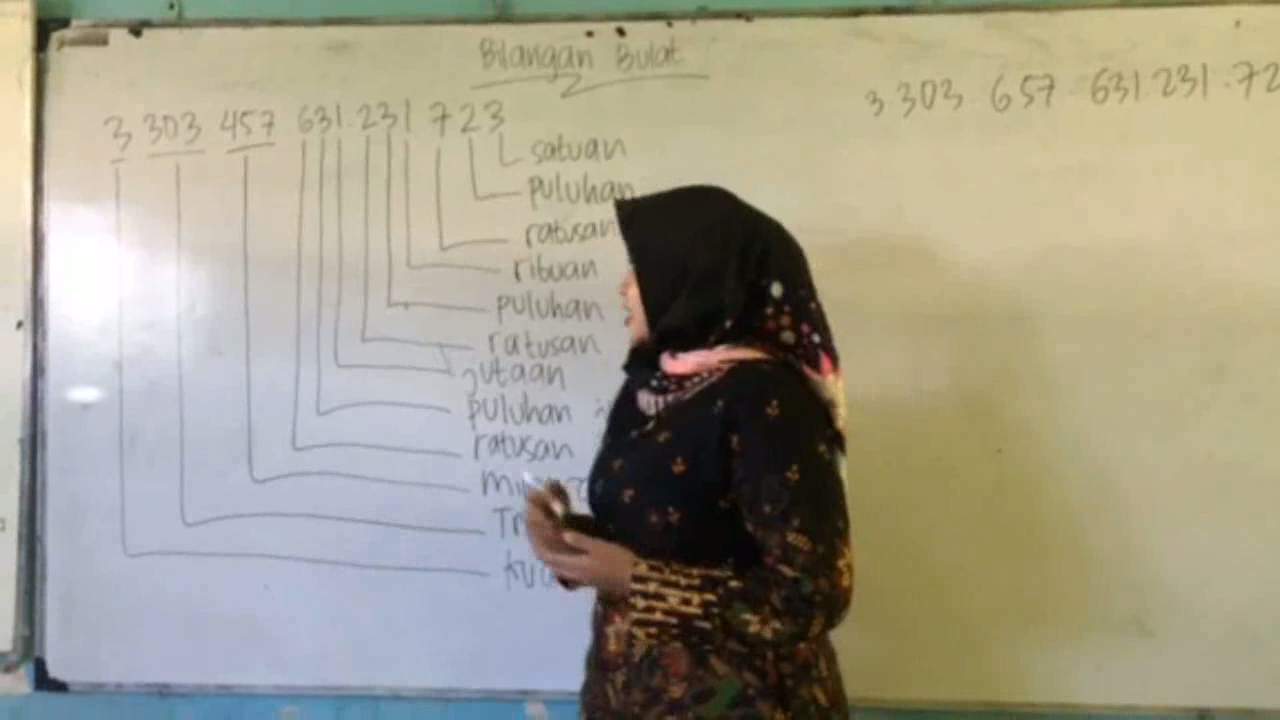 Bilangan Bulat
3 303 457 631.231 723
3 303 657 631.231.72
satuan
puluhan
ratusan
ribuan
puluhan
ratusan
jutaan
puluhan
ratusan